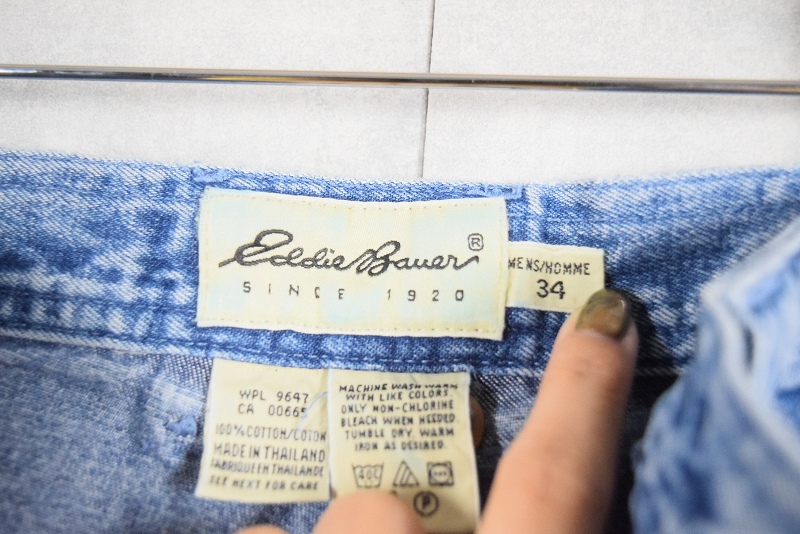 Eddie Bauer ®
SINCE 1920
MENS/HOMME
34
WPL 9647
CA 00665
100% COTTON/COTON
MADE IN THAILAND
FABRIQUE EN THAILANDE
SEE NEXT FOR CARE
MACHINE WASH WARM
WITH LIKE COLORS.
ONLY NON-CHLORINE
BLEACH WHEN NEEDED.
TUMBLE DRY. WARM
IRON AS DESIRED.
P